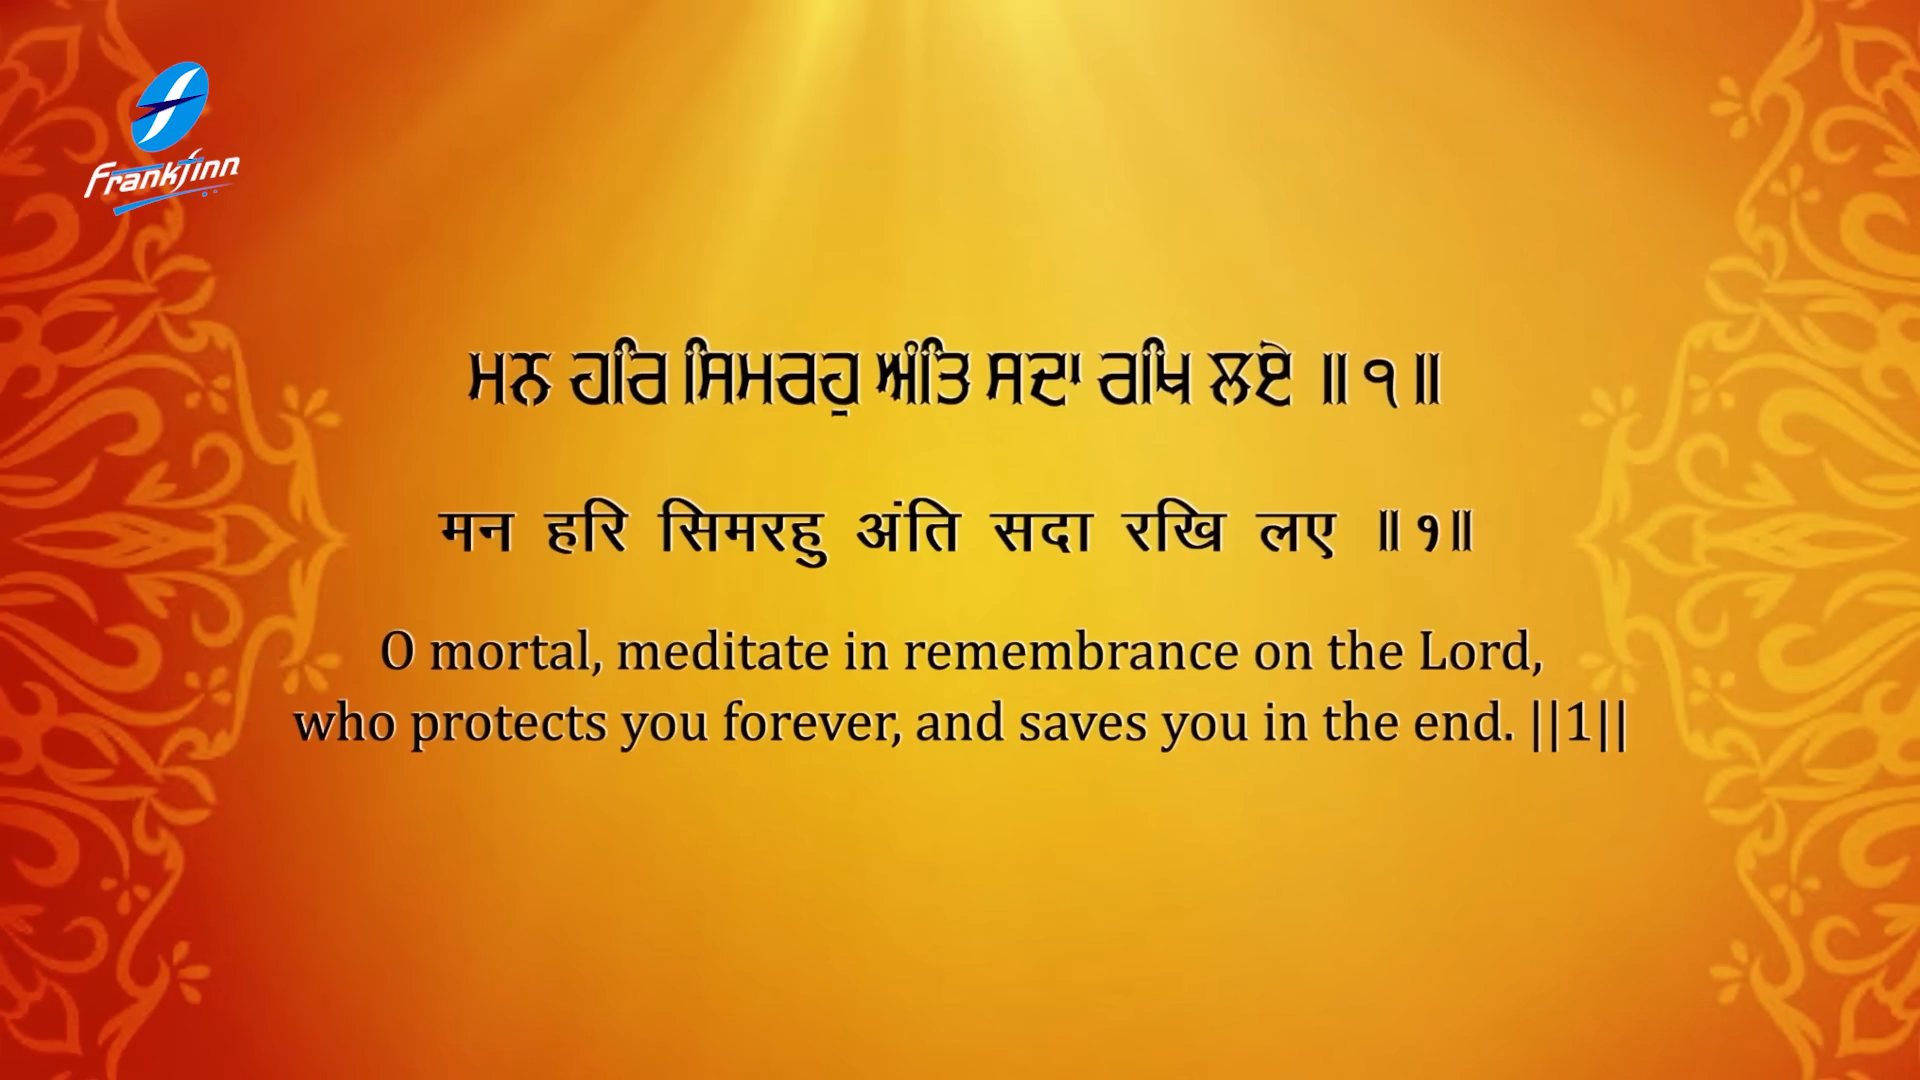 Frankfinn
ਮਨ ਹਰਿ ਸਿਮਰਹੁ ਅੰਤਿ ਸਦਾ ਰਖਿ ਲਏ ॥੧॥
मन हरि सिमरहु अंति सदा रखि लए ॥१॥
O mortal, meditate in remembrance on the Lord,
who protects you forever, and saves you in the end. ||1||